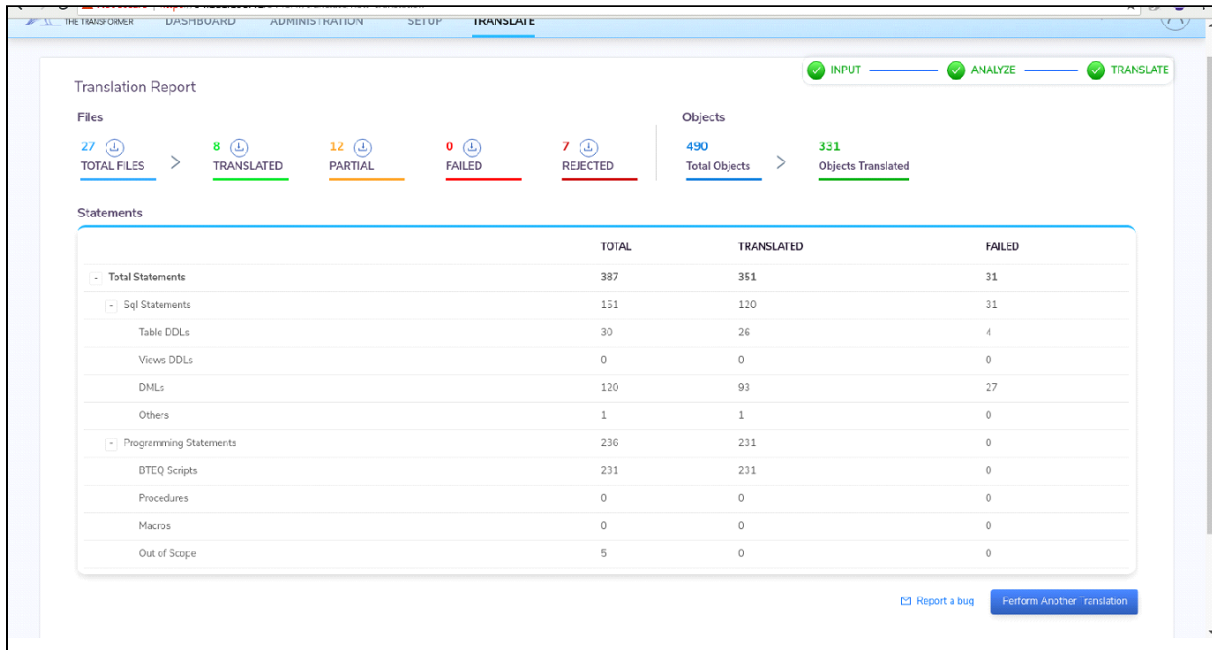 THE TRANSFORMER DASHBOARD ADMINISTRATION SETUP TRANSLATE
INPUT ANALYZE TRANSLATE
Translation Report
Files Objects
27 8 12 0 7 490 331
TOTAL FILES > TRANSLATED PARTIAL FAILED REJECTED Total Objects > Objects Translated
Statements
TOTAL TRANSLATED FAILED
- Total Statements 387 351 31
- Sql Statements 151 120 31
Table DDLs 30 26 4
Views DDLs 0 0 0
DMLs 120 93 27
Others 1 1 0
- Programming Statements 236 231 0
BTEQ Scripts 231 231 0
Procedures 0 0 0
Macros 0 0 0
Out of Scope 5 0 0
Report a bug Perform Another Translation